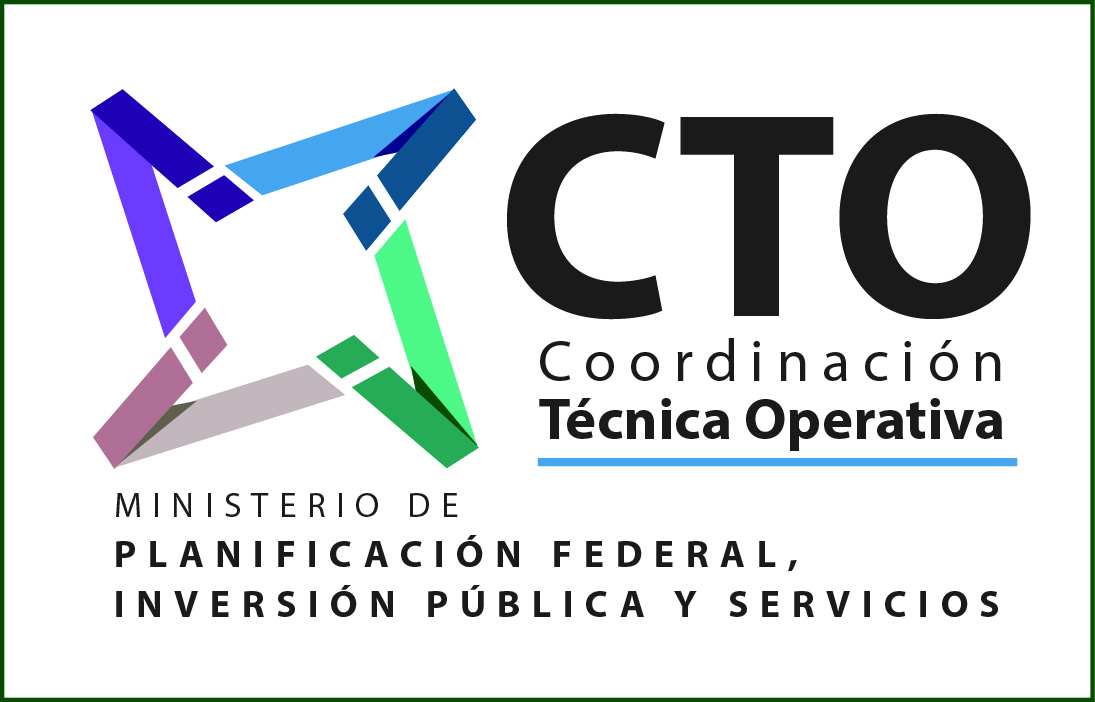 CTO
Coordinación
Técnica Operativa
MINISTERIO DE
PLANIFICACIÓN FEDERAL,
INVERSIÓN PÚBLICA Y SERVICIOS